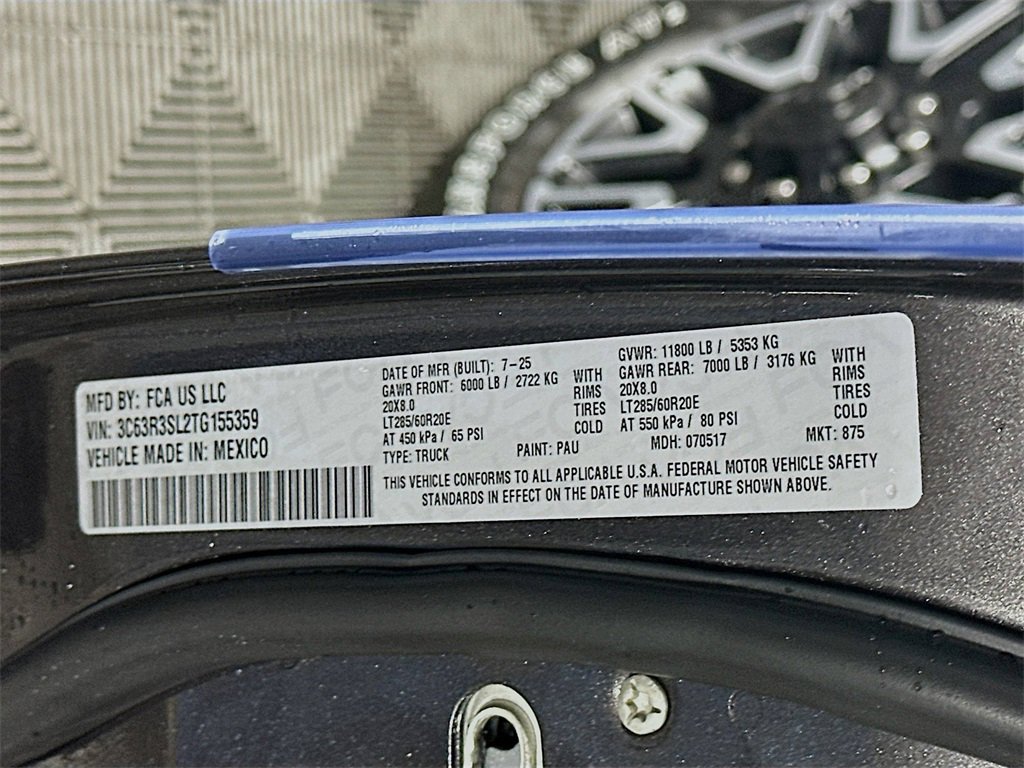 MFD BY: FCA US LLC
VIN: 3C63R3SL2TG155359
VEHICLE MADE IN: MEXICO
DATE OF MFR (BUILT): 7-25
GAWR FRONT: 6000 LB / 2722 KG WITH
20X8.0 RIMS
LT285/60R20E TIRES
AT 450 kPa / 65 PSI COLD
TYPE: TRUCK PAINT: PAU
GVWR: 11800 LB / 5353 KG
GAWR REAR: 7000 LB / 3176 KG WITH
20X8.0 RIMS
LT285/60R20E TIRES
AT 550 kPa / 80 PSI COLD
MDH: 070517 MKT: 875
THIS VEHICLE CONFORMS TO ALL APPLICABLE U.S.A. FEDERAL MOTOR VEHICLE SAFETY
STANDARDS IN EFFECT ON THE DATE OF MANUFACTURE SHOWN ABOVE.